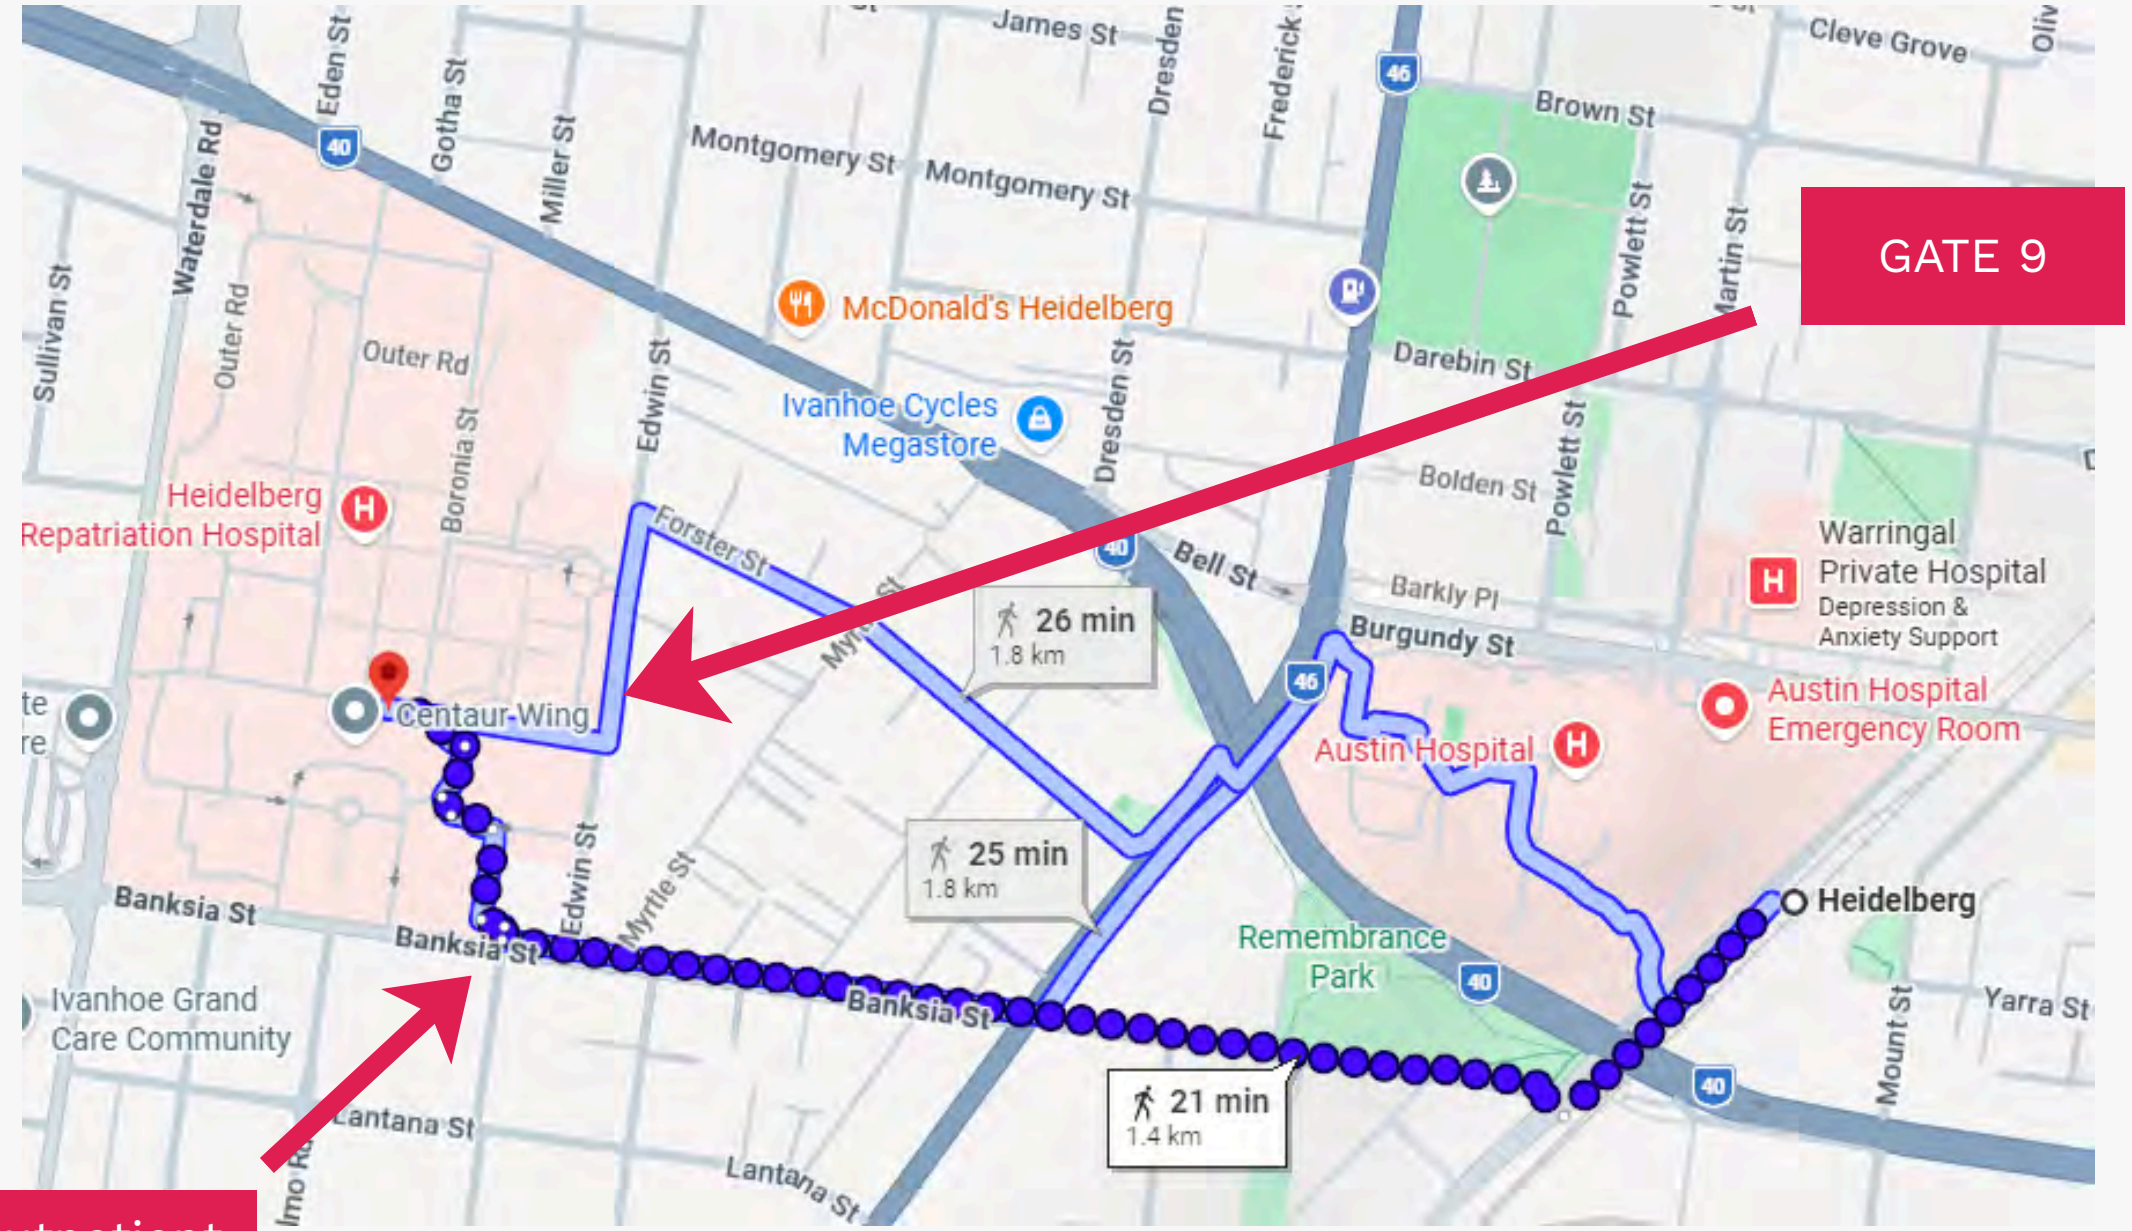 James St
Dresden
Frederick
46
Cleve Grove
Eden St
Gotha St
Miller St
40
Brown St
Montgomery St
Montgomery St
Waterdale Rd
Powlett St
Martin St
GATE 9
Sullivan St
Outer Rd
Outer Rd
McDonald's Heidelberg
Edwin St
Dresden St
Darebin St
Ivanhoe Cycles
Megastore
Boronia St
Powlett St
Bolden St
Heidelberg
Repatriation Hospital
Forster St
40
Bell St
Barkly Pl
Warringal
Private Hospital
Depression &
Anxiety Support
26 min
1.8 km
Burgundy St
46
Austin Hospital
Emergency Room
Centaur Wing
Austin Hospital
25 min
1.8 km
Edwin St
Myrtle St
Banksia St
Banksia St
Heidelberg
Remembrance
Park
40
Ivanhoe Grand
Care Community
Banksia St
Yarra St
Mount St
21 min
1.4 km
40
Lantana St
Lantana St